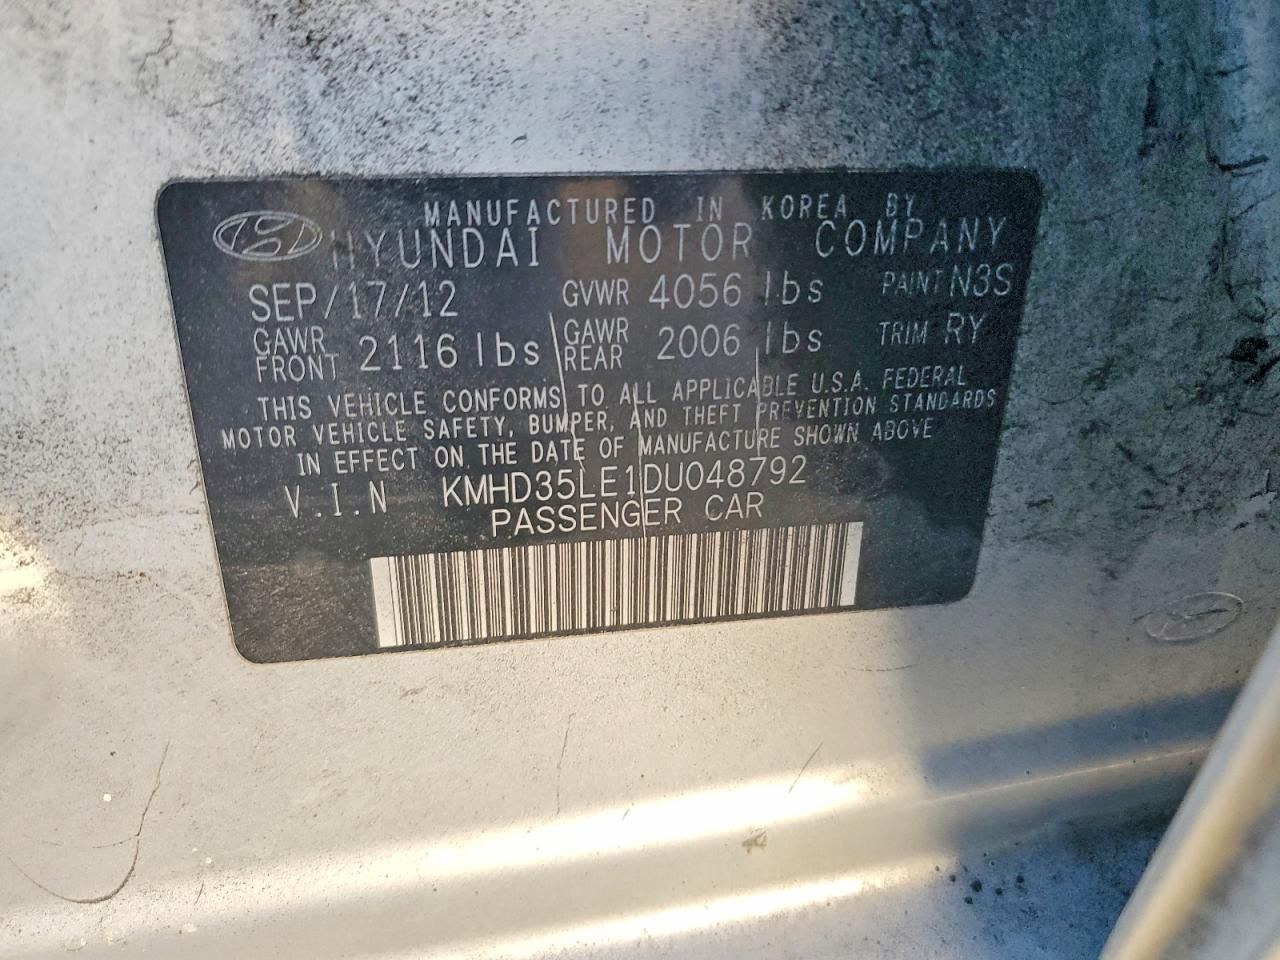 MANUFACTURED IN KOREA BY
HYUNDAI MOTOR COMPANY
SEP/17/12 GVWR 4056 lbs PAINT N3S
GAWR FRONT 2116 lbs GAWR REAR 2006 lbs TRIM RY
THIS VEHICLE CONFORMS TO ALL APPLICABLE U.S.A. FEDERAL
MOTOR VEHICLE SAFETY, BUMPER, AND THEFT PREVENTION STANDARDS
IN EFFECT ON THE DATE OF MANUFACTURE SHOWN ABOVE
V.I.N KMHD35LE1DU048792
PASSENGER CAR